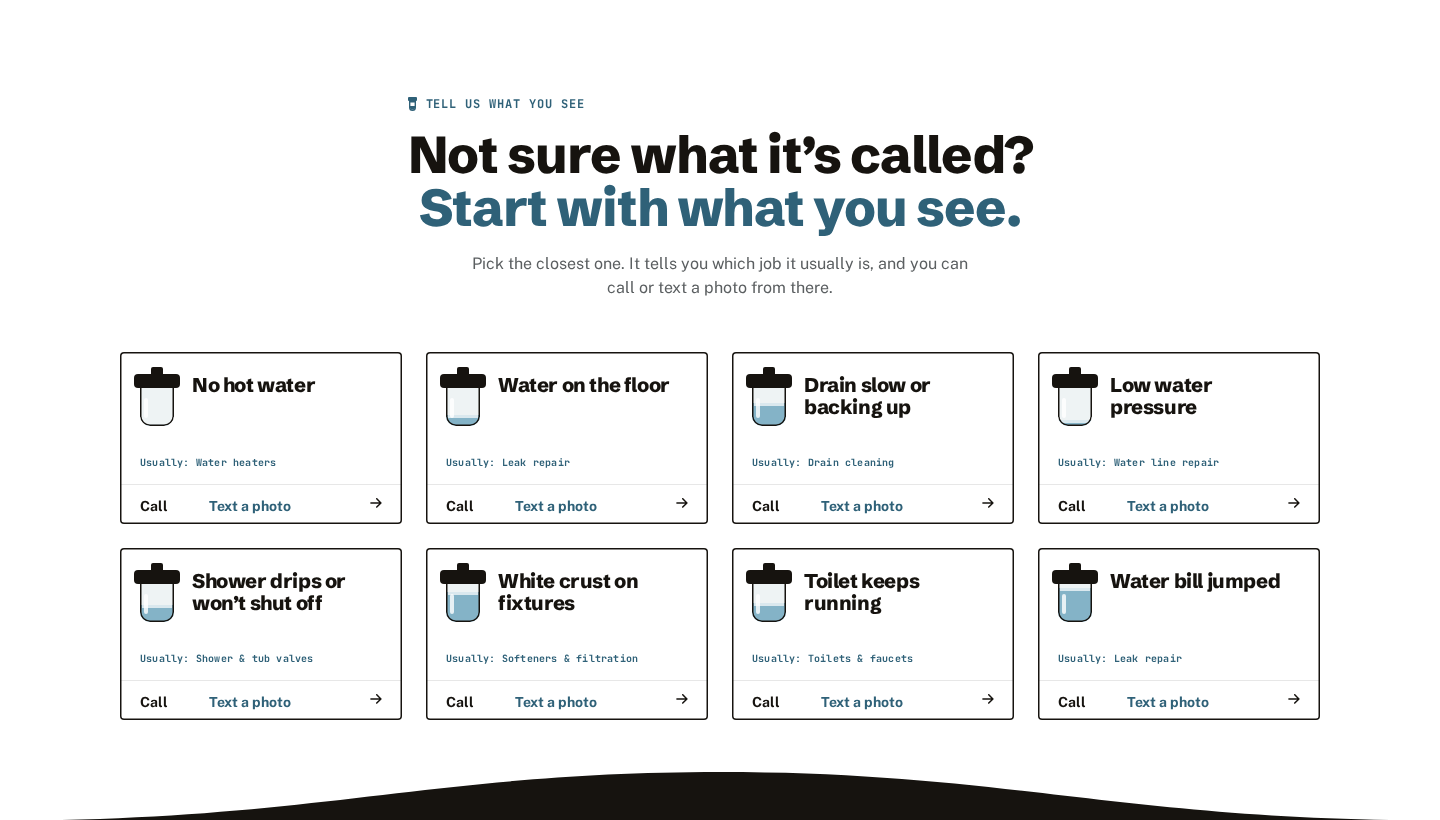 TELL US WHAT YOU SEE
Not sure what it’s called?
Start with what you see.
Pick the closest one. It tells you which job it usually is, and you can
call or text a photo from there.
No hot water
Usually: Water heaters
Call Text a photo →
Water on the floor
Usually: Leak repair
Call Text a photo →
Drain slow or
backing up
Usually: Drain cleaning
Call Text a photo →
Low water
pressure
Usually: Water line repair
Call Text a photo →
Shower drips or
won’t shut off
Usually: Shower & tub valves
Call Text a photo →
White crust on
fixtures
Usually: Softeners & filtration
Call Text a photo →
Toilet keeps
running
Usually: Toilets & faucets
Call Text a photo →
Water bill jumped
Usually: Leak repair
Call Text a photo →